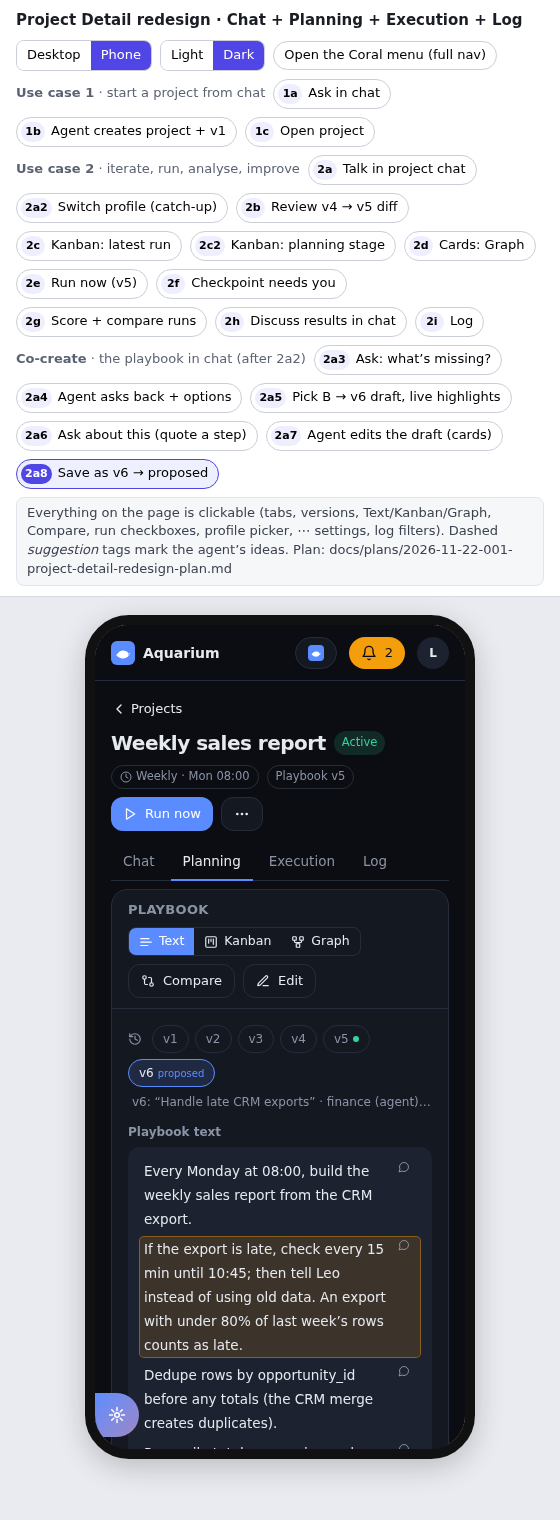 Project Detail redesign · Chat + Planning + Execution + Log
Desktop Phone Light Dark Open the Coral menu (full nav)
Use case 1 · start a project from chat 1a Ask in chat
1b Agent creates project + v1 1c Open project
Use case 2 · iterate, run, analyse, improve 2a Talk in project chat
2a2 Switch profile (catch-up) 2b Review v4 → v5 diff
2c Kanban: latest run 2c2 Kanban: planning stage 2d Cards: Graph
2e Run now (v5) 2f Checkpoint needs you
2g Score + compare runs 2h Discuss results in chat 2i Log
Co-create · the playbook in chat (after 2a2) 2a3 Ask: what’s missing?
2a4 Agent asks back + options 2a5 Pick B → v6 draft, live highlights
2a6 Ask about this (quote a step) 2a7 Agent edits the draft (cards)
2a8 Save as v6 → proposed
Everything on the page is clickable (tabs, versions, Text/Kanban/Graph,
Compare, run checkboxes, profile picker, ··· settings, log filters). Dashed
suggestion tags mark the agent’s ideas. Plan: docs/plans/2026-11-22-001-
project-detail-redesign-plan.md
Aquarium 2 L
Projects
Weekly sales report Active
Weekly · Mon 08:00 Playbook v5
Run now
Chat Planning Execution Log
PLAYBOOK
Text Kanban Graph
Compare Edit
v1 v2 v3 v4 v5
v6 proposed
v6: “Handle late CRM exports” · finance (agent)...
Playbook text
Every Monday at 08:00, build the
weekly sales report from the CRM
export.
If the export is late, check every 15
min until 10:45; then tell Leo
instead of using old data. An export
with under 80% of last week’s rows
counts as late.
Dedupe rows by opportunity_id
before any totals (the CRM merge
creates duplicates).